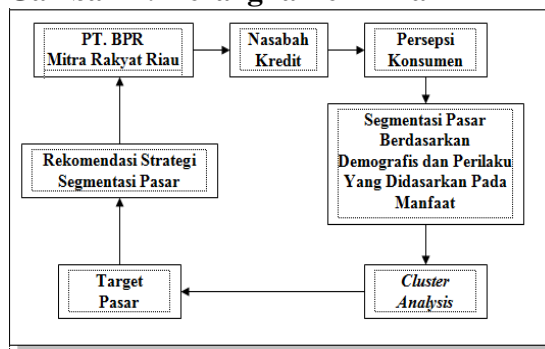 PT. BPR
Mitra Rakyat Riau
Nasabah
Kredit
Persepsi
Konsumen
Segmentasi Pasar
Berdasarkan
Demografis dan Perilaku
Yang Didasarkan Pada
Manfaat
Cluster
Analysis
Target
Pasar
Rekomendasi Strategi
Segmentasi Pasar